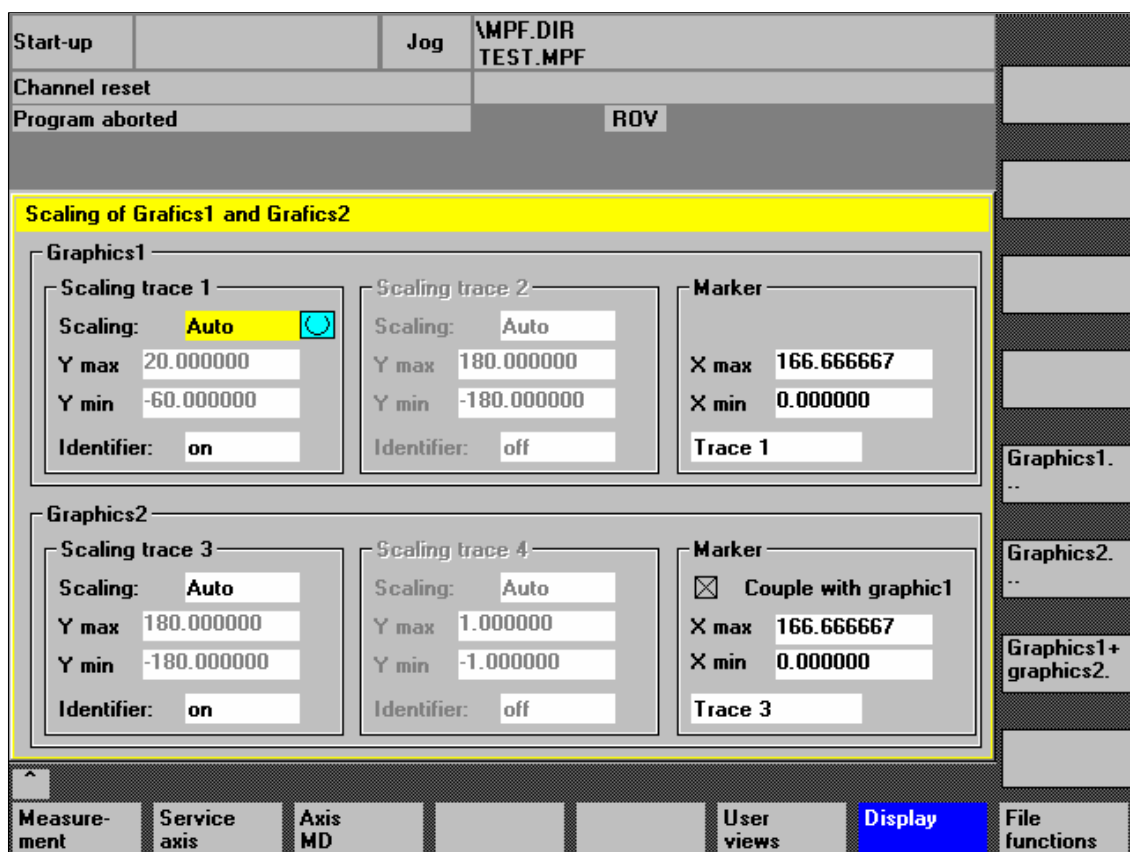 Start-up
Jog
\MPF.DIR
TEST.MPF
Channel reset
Program aborted
ROV
Scaling of Grafics1 and Grafics2
Graphics1
Scaling trace 1
Scaling: Auto
Y max 20.000000
Y min -60.000000
Identifier: on
Scaling trace 2
Scaling: Auto
Y max 180.000000
Y min -180.000000
Identifier: off
Marker
X max 166.666667
X min 0.000000
Trace 1
Graphics2
Scaling trace 3
Scaling: Auto
Y max 180.000000
Y min -180.000000
Identifier: on
Scaling trace 4
Scaling: Auto
Y max 1.000000
Y min -1.000000
Identifier: off
Marker
Couple with graphic1
X max 166.666667
X min 0.000000
Trace 3
Graphics1.
..
Graphics2.
..
Graphics1+
graphics2.
^
Measure-
ment
Service
axis
Axis
MD
User
views
Display
File
functions